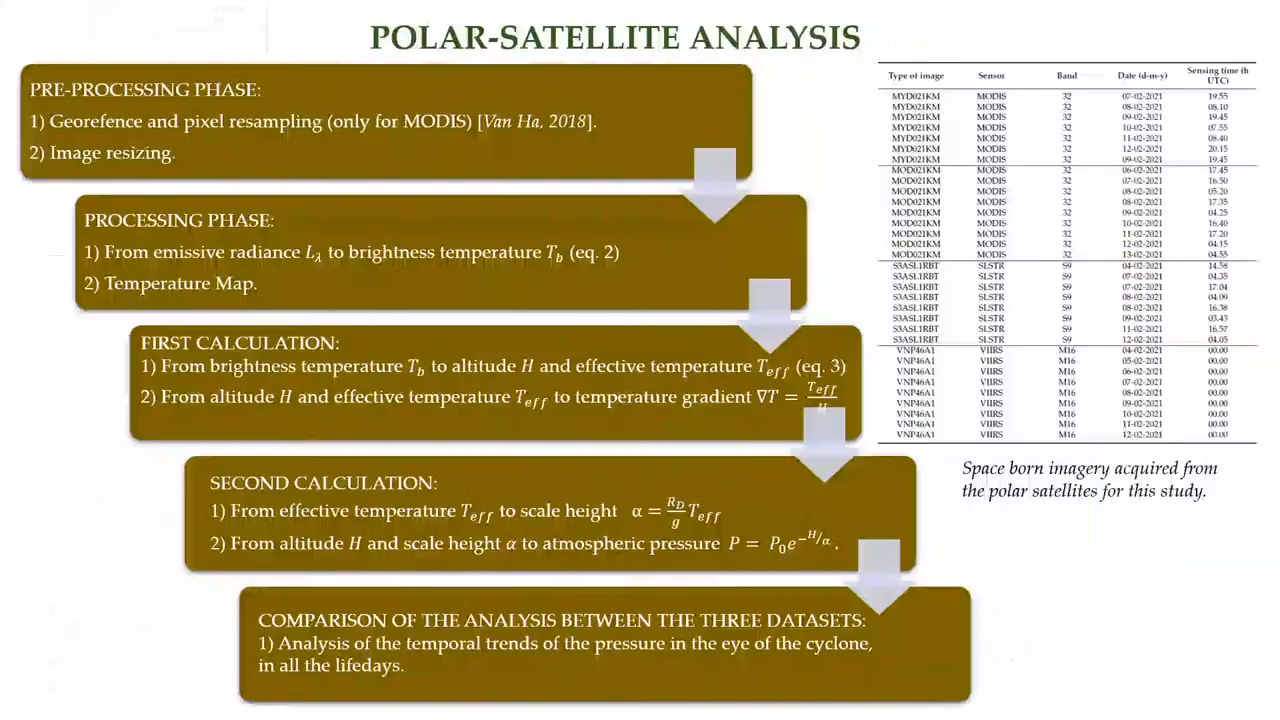 POLAR-SATELLITE ANALYSIS
PRE-PROCESSING PHASE:
1) Georefence and pixel resampling (only for MODIS) [Van Ha, 2018].
2) Image resizing.
PROCESSING PHASE:
1) From emissive radiance Lλ to brightness temperature Tb (eq. 2)
2) Temperature Map.
FIRST CALCULATION:
1) From brightness temperature Tb to altitude H and effective temperature Teff (eq. 3)
2) From altitude H and effective temperature Teff to temperature gradient ∇T = Teff/H
SECOND CALCULATION:
1) From effective temperature Teff to scale height α = RD/g Teff
2) From altitude H and scale height α to atmospheric pressure P = P0e^−H/α .
COMPARISON OF THE ANALYSIS BETWEEN THE THREE DATASETS:
1) Analysis of the temporal trends of the pressure in the eye of the cyclone,
in all the lifedays.
Type of image Sensor Band Date (d-m-y) Sensing time (h UTC)
MYD021KM MODIS 32 07-02-2021 19.55
MYD021KM MODIS 32 08-02-2021 08.10
MYD021KM MODIS 32 09-02-2021 19.45
MYD021KM MODIS 32 10-02-2021 07.55
MYD021KM MODIS 32 11-02-2021 08.40
MYD021KM MODIS 32 12-02-2021 20.15
MYD021KM MODIS 32 09-02-2021 19.45
MOD021KM MODIS 32 06-02-2021 17.45
MOD021KM MODIS 32 07-02-2021 16.50
MOD021KM MODIS 32 08-02-2021 05.20
MOD021KM MODIS 32 08-02-2021 17.35
MOD021KM MODIS 32 09-02-2021 04.25
MOD021KM MODIS 32 10-02-2021 16.40
MOD021KM MODIS 32 11-02-2021 17.20
MOD021KM MODIS 32 12-02-2021 04.15
MOD021KM MODIS 32 13-02-2021 04.55
S3ASL1RBT SLSTR S9 04-02-2021 14.58
S3ASL1RBT SLSTR S9 07-02-2021 04.35
S3ASL1RBT SLSTR S9 07-02-2021 17.04
S3ASL1RBT SLSTR S9 08-02-2021 04.09
S3ASL1RBT SLSTR S9 08-02-2021 16.38
S3ASL1RBT SLSTR S9 09-02-2021 03.43
S3ASL1RBT SLSTR S9 11-02-2021 16.57
S3ASL1RBT SLSTR S9 12-02-2021 04.05
VNP46A1 VIIRS M16 04-02-2021 00.00
VNP46A1 VIIRS M16 05-02-2021 00.00
VNP46A1 VIIRS M16 06-02-2021 00.00
VNP46A1 VIIRS M16 07-02-2021 00.00
VNP46A1 VIIRS M16 08-02-2021 00.00
VNP46A1 VIIRS M16 09-02-2021 00.00
VNP46A1 VIIRS M16 10-02-2021 00.00
VNP46A1 VIIRS M16 11-02-2021 00.00
VNP46A1 VIIRS M16 12-02-2021 00.00
Space born imagery acquired from
the polar satellites for this study.